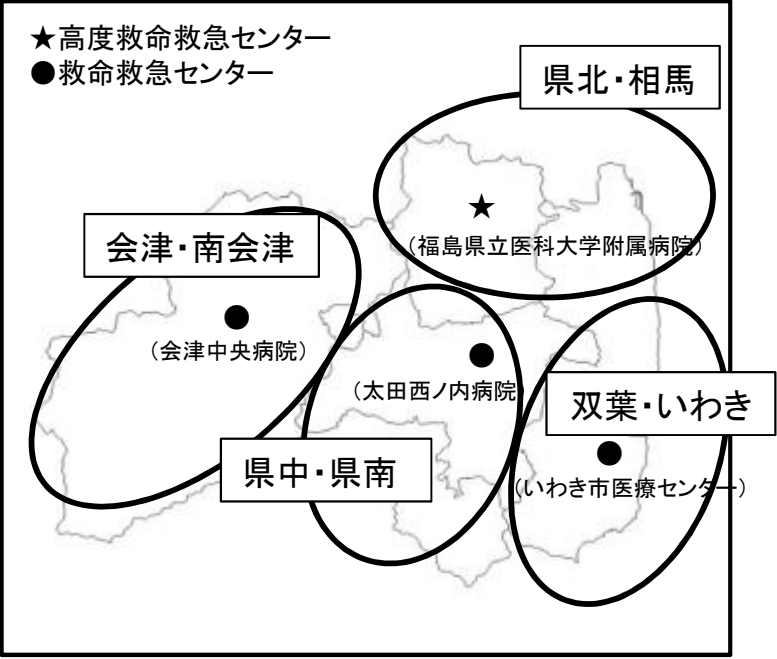 ★高度救命救急センター
●救命救急センター
県北・相馬
★
(福島県立医科大学附属病院)
会津・南会津
●
(会津中央病院)
●
(太田西ノ内病院)
双葉・いわき
●
(いわき市医療センター)
県中・県南